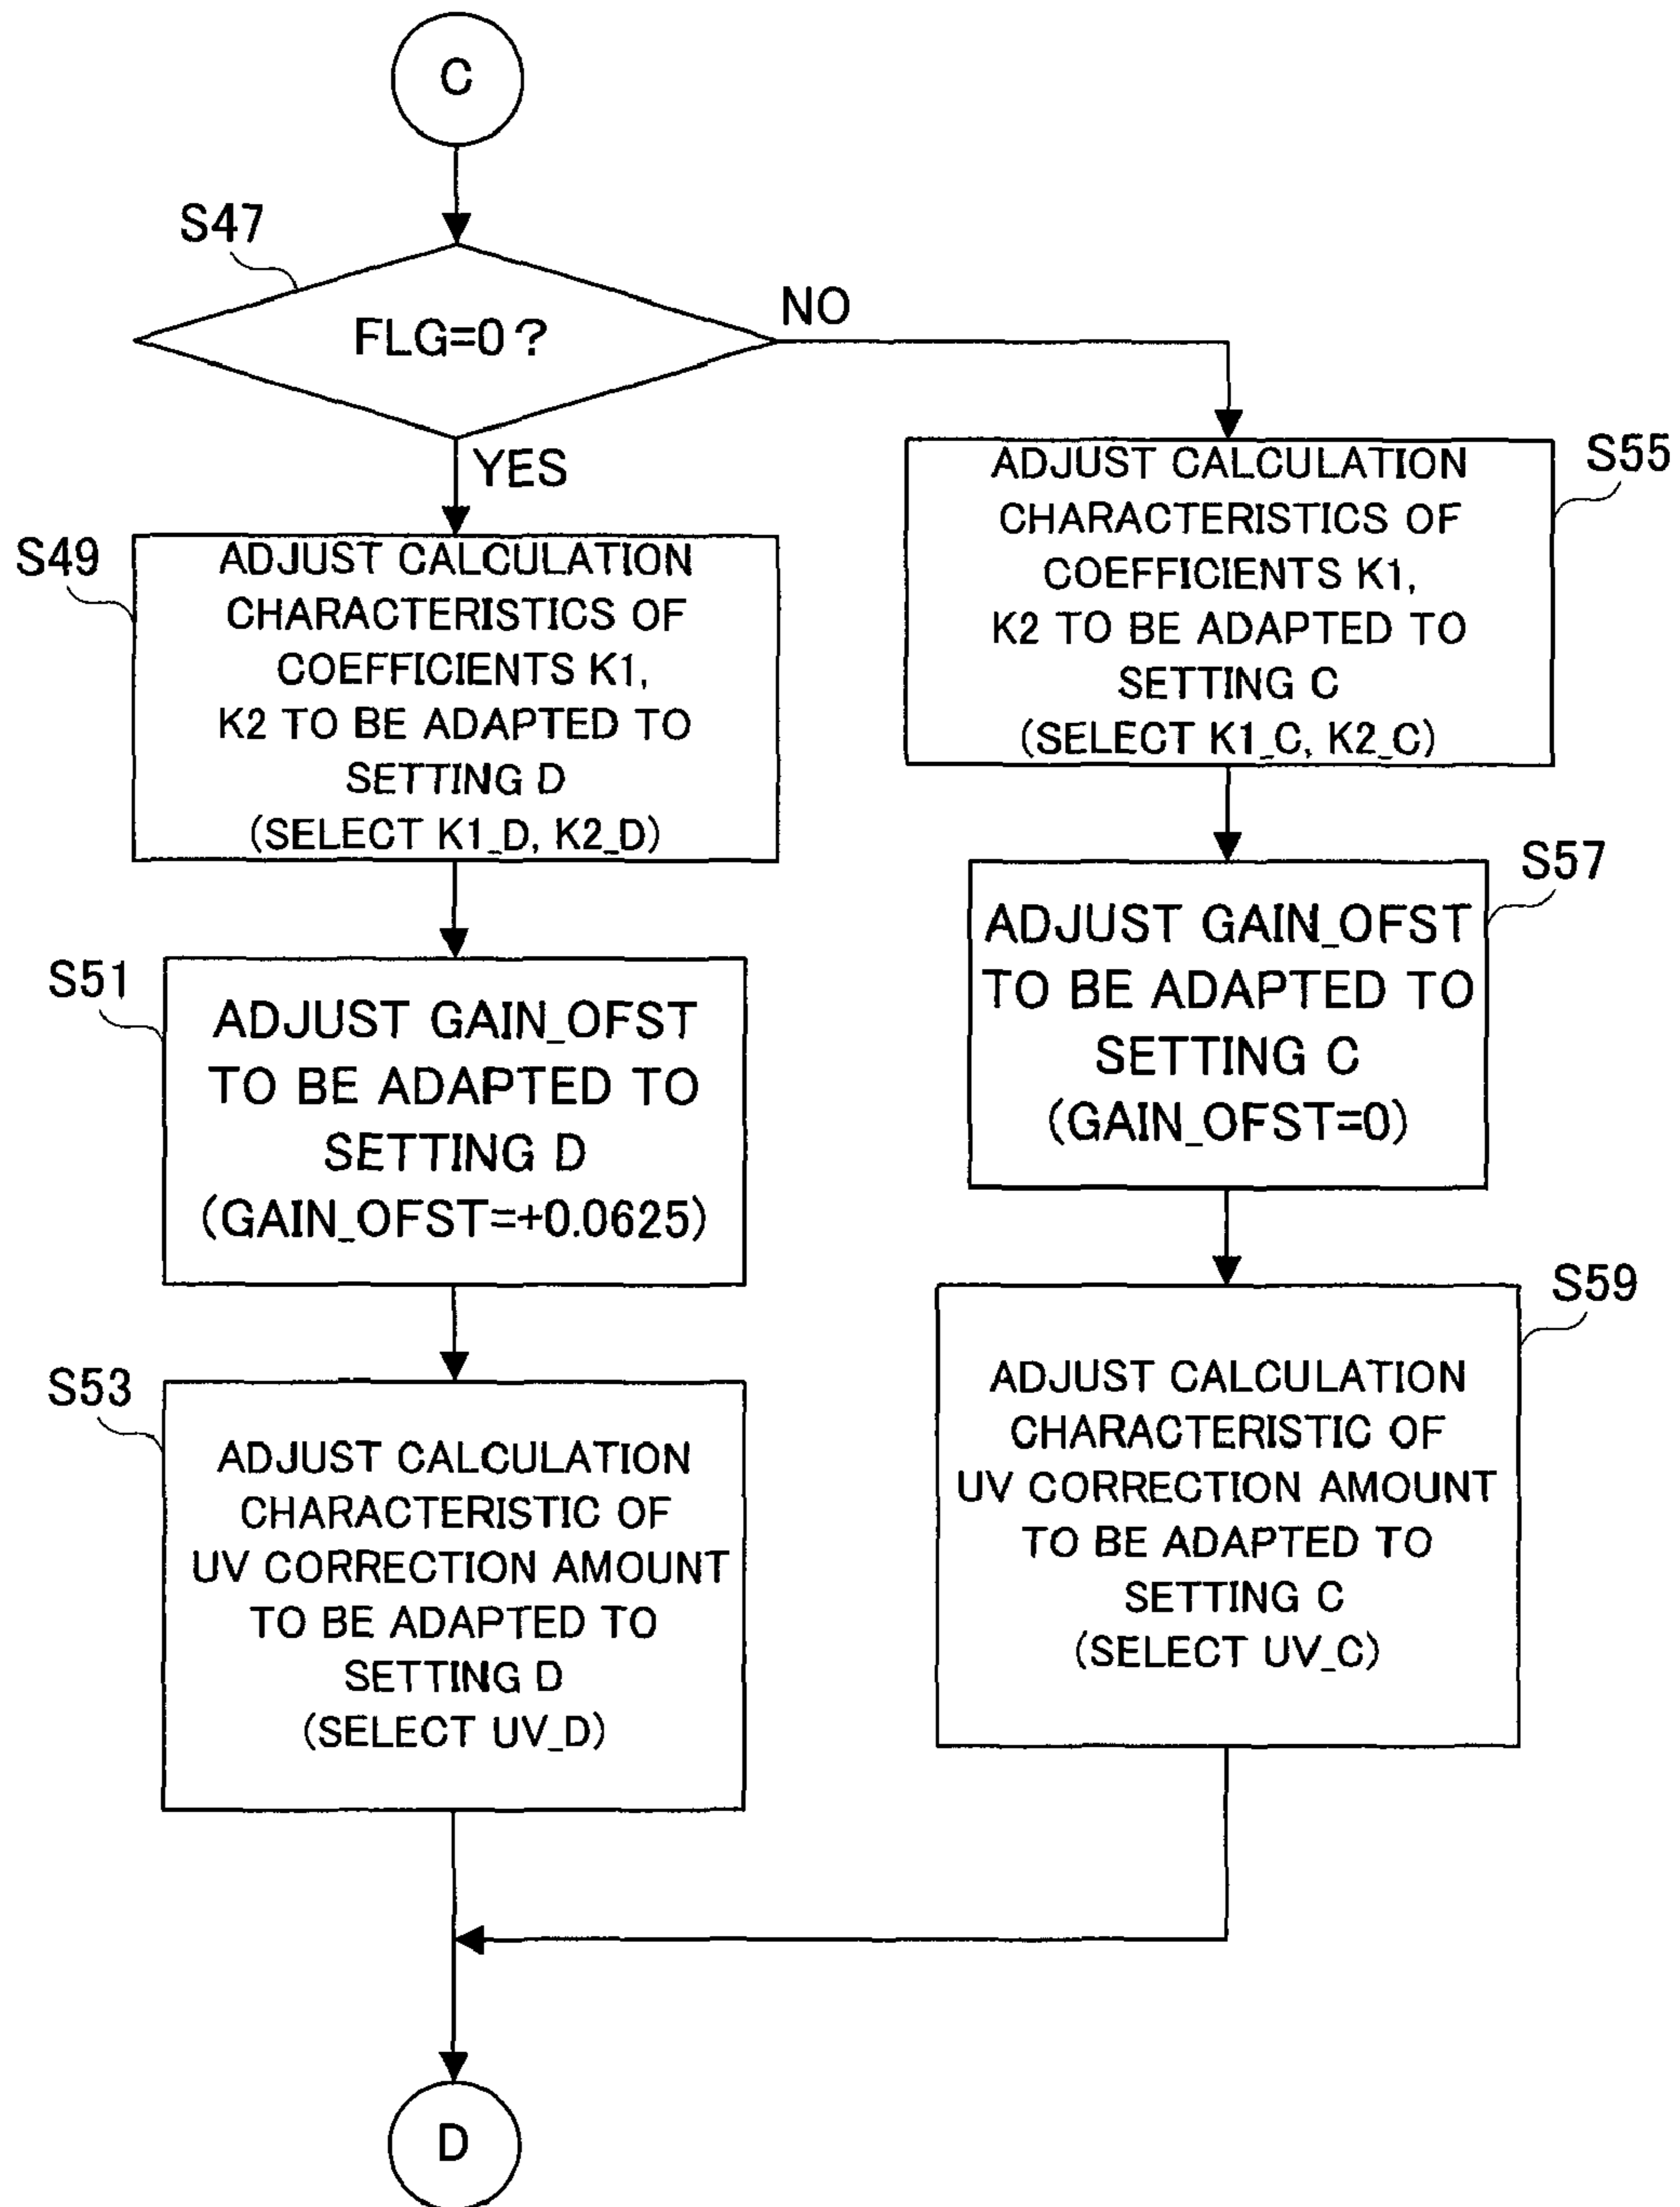 C
S47
FLG=0?
NO
YES
S49
ADJUST CALCULATION
CHARACTERISTICS OF
COEFFICIENTS K1,
K2 TO BE ADAPTED TO
SETTING D
(SELECT K1_D, K2_D)
S51
ADJUST GAIN_OFST
TO BE ADAPTED TO
SETTING D
(GAIN_OFST=+0.0625)
S53
ADJUST CALCULATION
CHARACTERISTIC OF
UV CORRECTION AMOUNT
TO BE ADAPTED TO
SETTING D
(SELECT UV_D)
S55
ADJUST CALCULATION
CHARACTERISTICS OF
COEFFICIENTS K1,
K2 TO BE ADAPTED TO
SETTING C
(SELECT K1_C, K2_C)
S57
ADJUST GAIN_OFST
TO BE ADAPTED TO
SETTING C
(GAIN_OFST=0)
S59
ADJUST CALCULATION
CHARACTERISTIC OF
UV CORRECTION AMOUNT
TO BE ADAPTED TO
SETTING C
(SELECT UV_C)
D